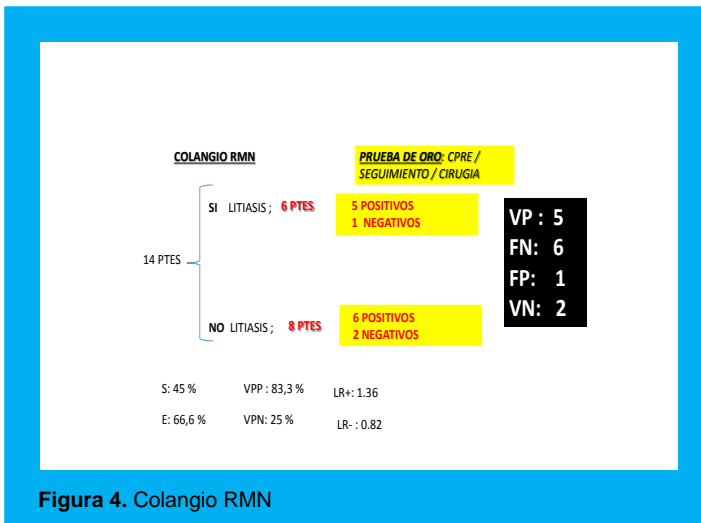 COLANGIO RMN
PRUEBA DE ORO: CPRE /
SEGUIMIENTO / CIRUGIA
SI LITIASIS ; 6 PTES
5 POSITIVOS
1 NEGATIVOS
VP : 5
FN: 6
FP: 1
VN: 2
14 PTES
NO LITIASIS ; 8 PTES
6 POSITIVOS
2 NEGATIVOS
S: 45 % VPP : 83,3 % LR+: 1.36
E: 66,6 % VPN: 25 % LR- : 0.82
Figura 4. Colangio RMN